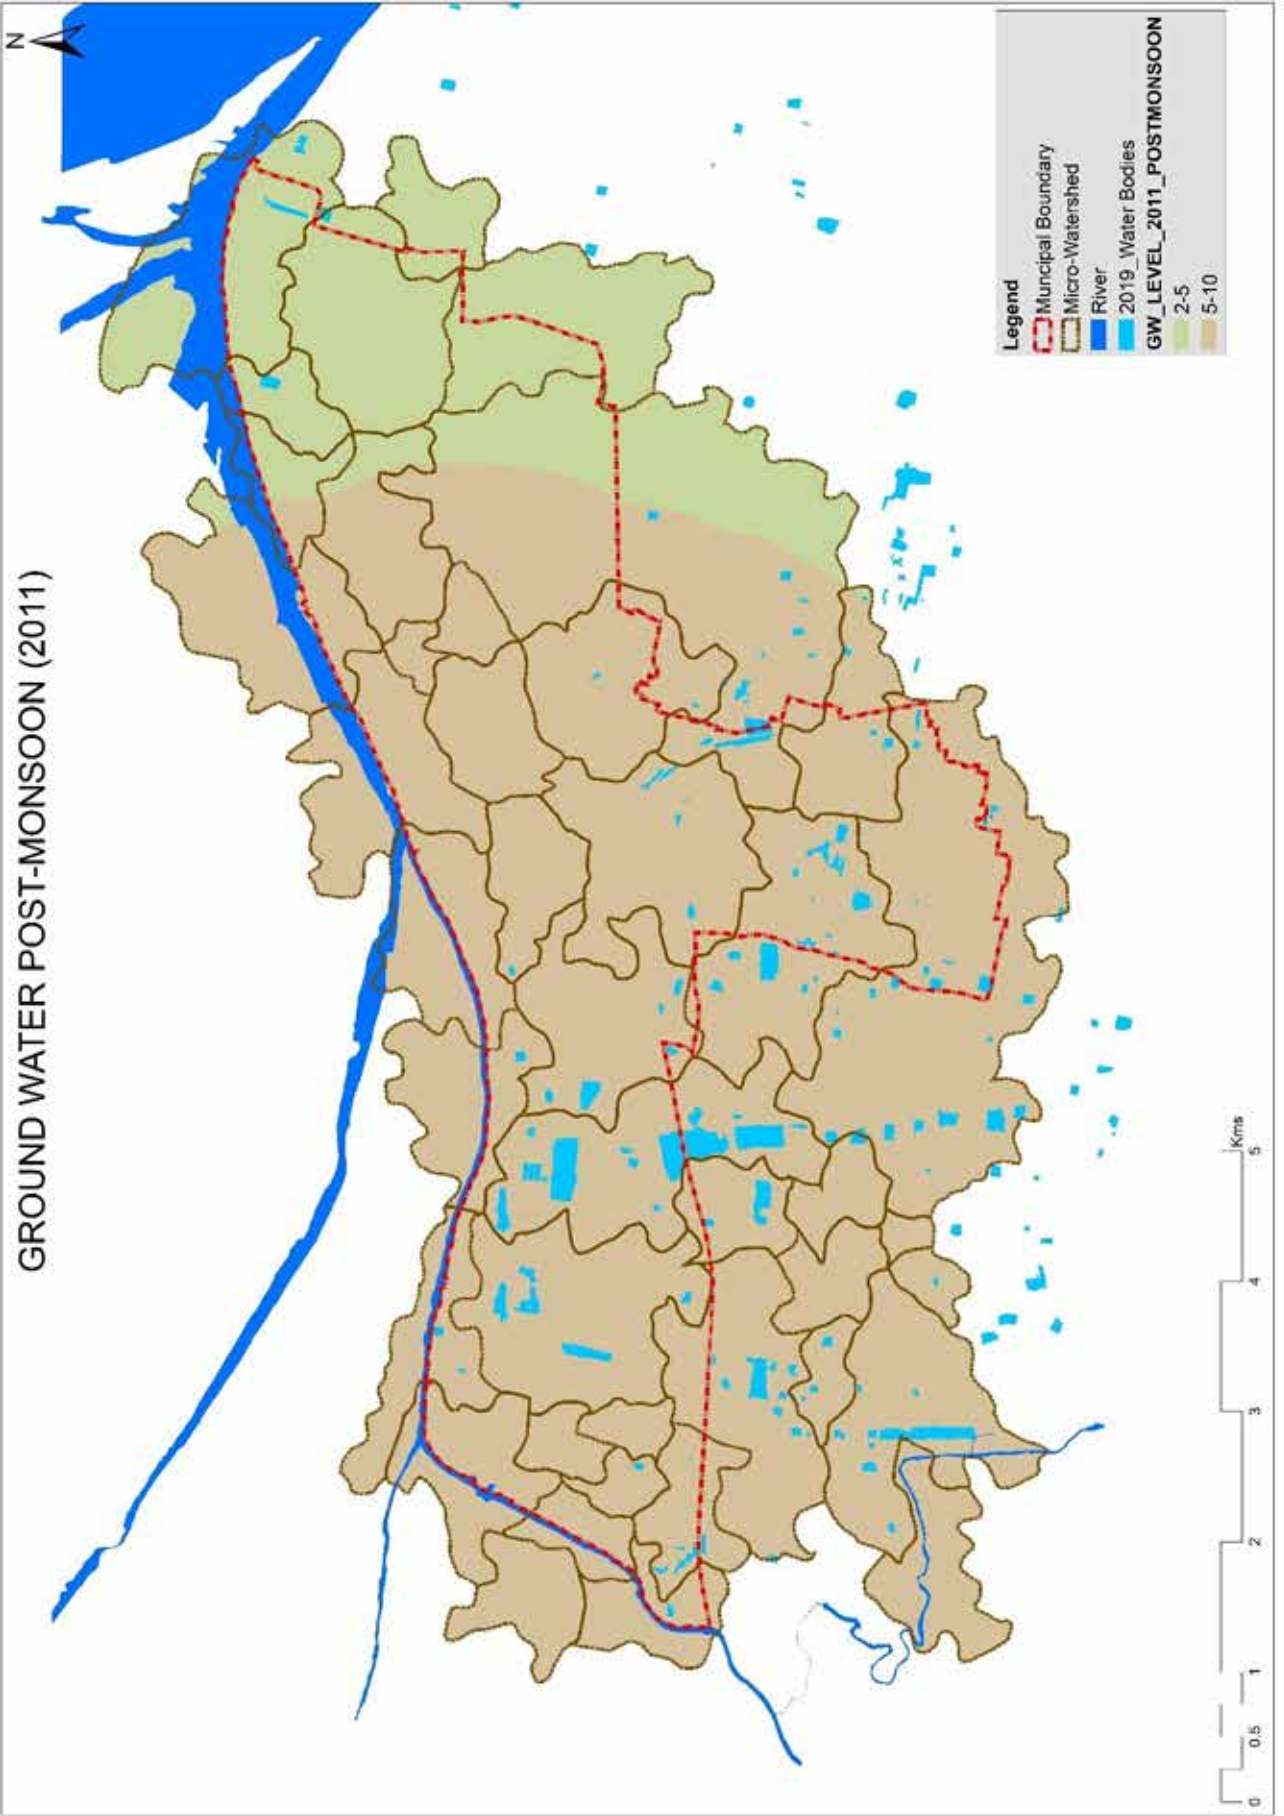 GROUND WATER POST-MONSOON (2011)
N
Legend
Muncipal Boundary
Micro-Watershed
River
2019_Water Bodies
GW_LEVEL_2011_POSTMONSOON
2-5
5-10
0 0.5 1 2 3 4 5
Kms